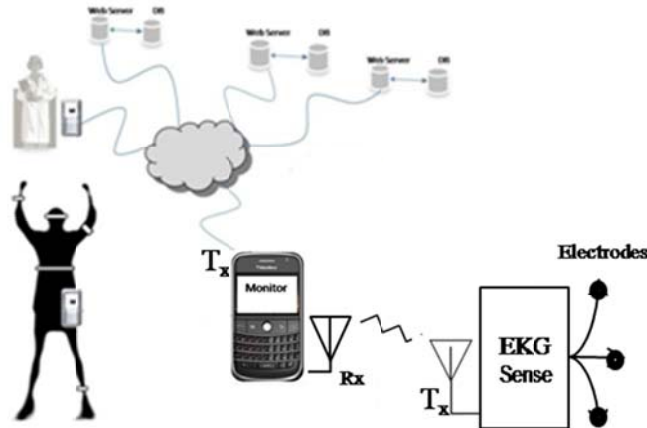 Web Server DB
Web Server DB
Web Server DB
Tx
Monitor
Rx
Tx
EKG
Sense
Electrodes